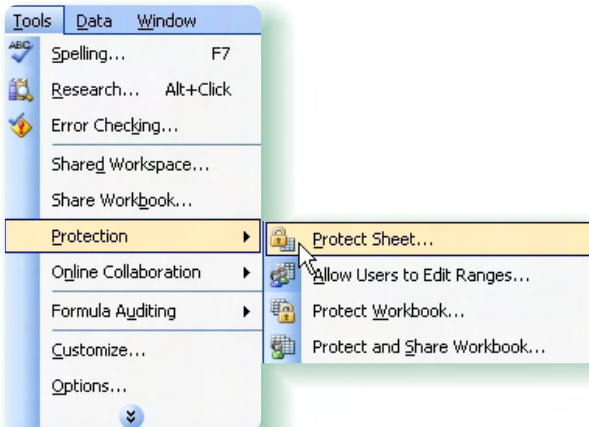 Tools Data Window
ABC
Spelling... F7
Research... Alt+Click
Error Checking...
Shared Workspace...
Share Workbook...
Protection
Protect Sheet...
Online Collaboration
Allow Users to Edit Ranges...
Formula Auditing
Protect Workbook...
Customize...
Protect and Share Workbook...
Options...